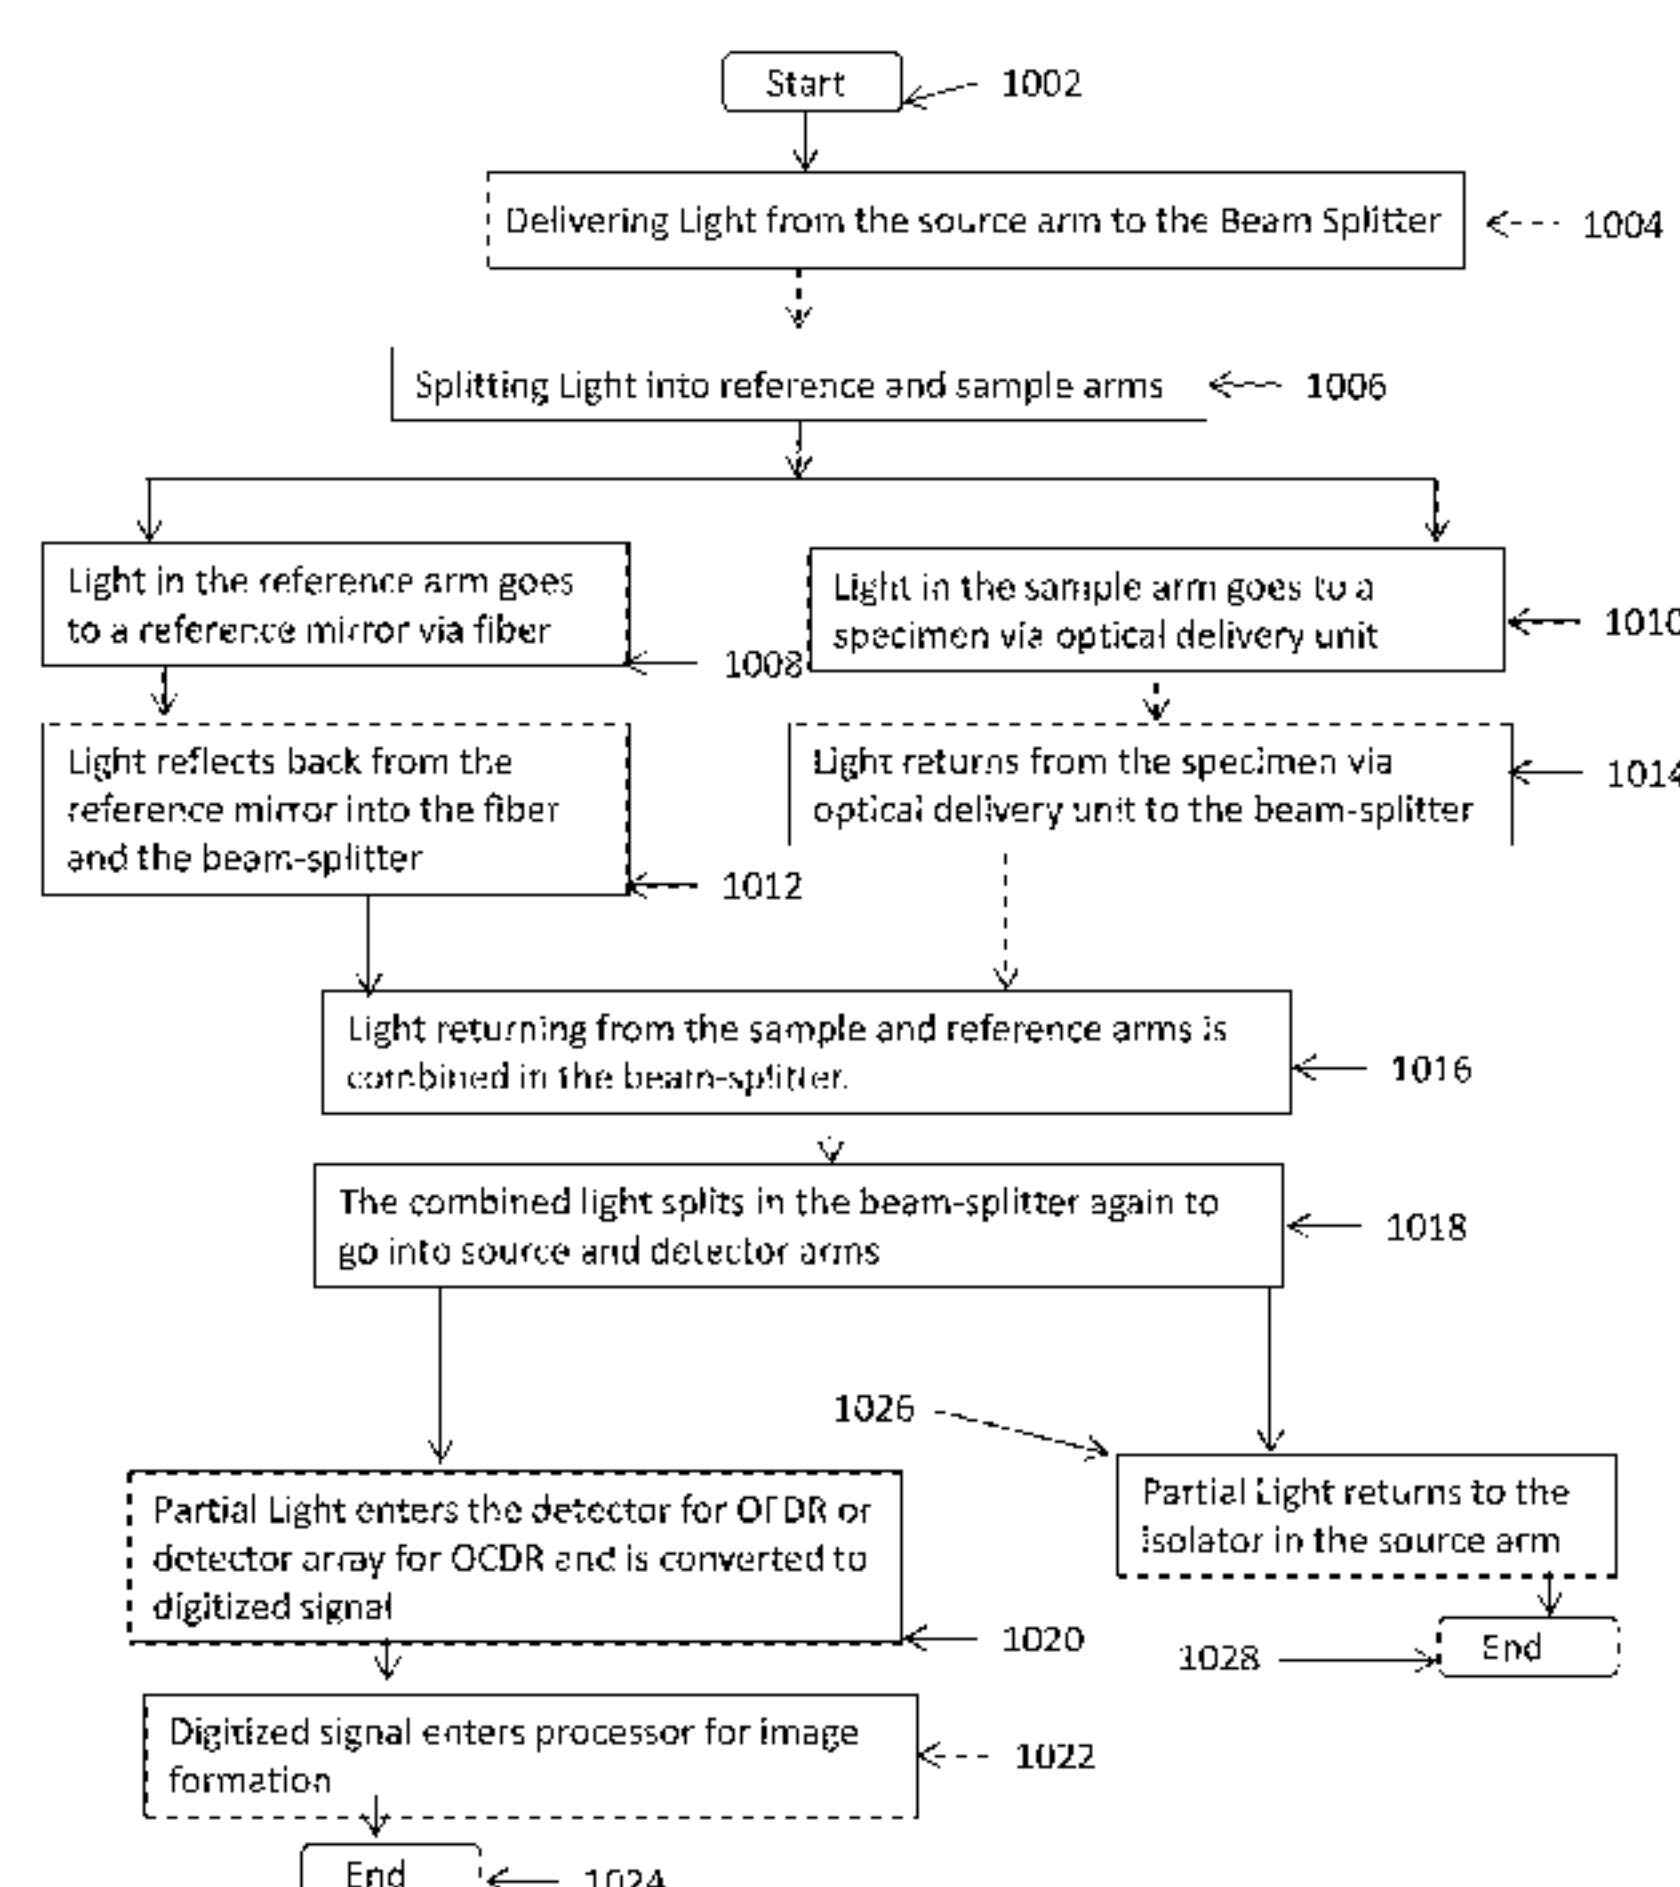 Start
1002
Delivering Light from the source arm to the Beam Splitter
1004
Splitting Light into reference and sample arms
1006
Light in the reference arm goes
to a reference mirror via fiber
1008
Light in the sample arm goes to a
specimen via optical delivery unit
1010
Light reflects back from the
reference mirror into the fiber
and the beam-splitter
1012
Light returns from the specimen via
optical delivery unit to the beam-splitter
1014
Light returning from the sample and reference arms is
combined in the beam-splitter.
1016
The combined light splits in the beam-splitter again to
go into source and detector arms
1018
1026
Partial Light enters the detector for OFDR or
detector array for OCDR and is converted to
digitized signal
1020
Partial Light returns to the
isolator in the source arm
1028
End
Digitized signal enters processor for image
formation
1022
End
1024